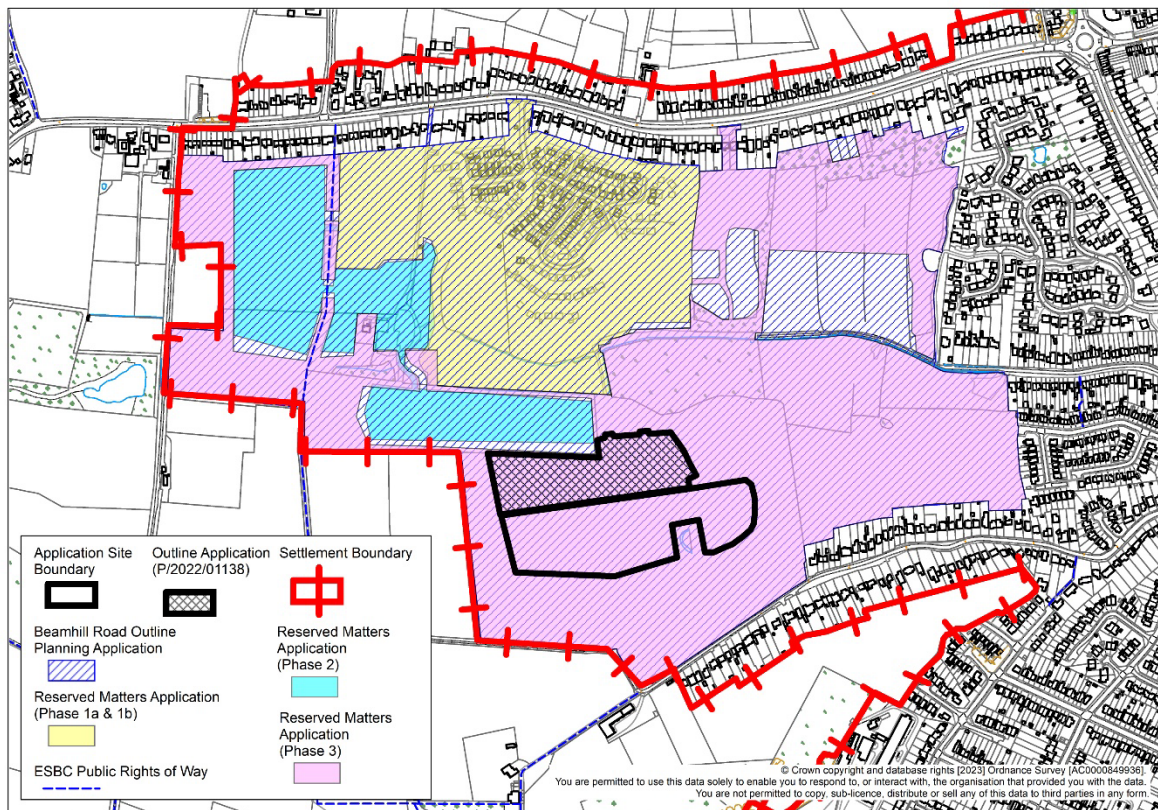 Application Site
Boundary
Outline Application
(P/2022/01138)
Settlement Boundary
Beamhill Road Outline
Planning Application
Reserved Matters
Application
(Phase 2)
Reserved Matters Application
(Phase 1a & 1b)
Reserved Matters
Application
(Phase 3)
ESBC Public Rights of Way
© Crown copyright and database rights [2023] Ordnance Survey [AC0000849936].
You are permitted to use this data solely to enable you to respond to, or interact with, the organisation that provided you with the data.
You are not permitted to copy, sub-licence, distribute or sell any of this data to third parties in any form.